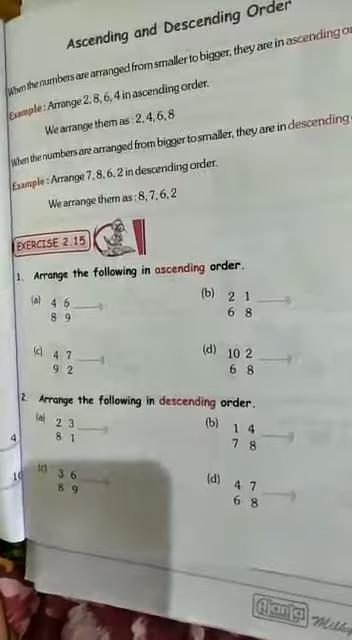 Ascending and Descending Order
When the numbers are arranged from smaller to bigger, they are in ascending
Example : Arrange 2, 8, 6, 4 in ascending order.
We arrange them as : 2, 4, 6, 8
When the numbers are arranged from bigger to smaller, they are in descending
Example : Arrange 7, 8, 6, 2 in descending order.
We arrange them as : 8, 7, 6, 2
EXERCISE 2.15
1. Arrange the following in ascending order.
(a) 4 6
8 9
(b) 2 1
6 8
(c) 4 7
9 2
(d) 10 2
6 8
2. Arrange the following in descending order.
(a) 2 3
8 1
(b) 1 4
7 8
(c) 3 6
8 9
(d) 4 7
6 8
4
Ajanta